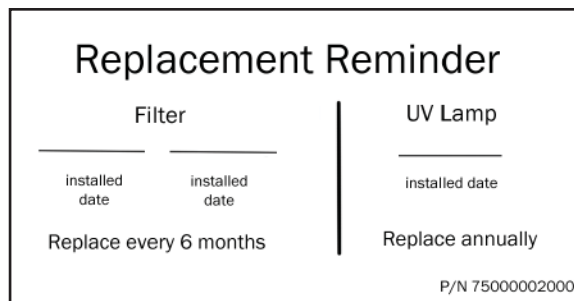 Replacement Reminder
Filter
installed
date
installed
date
Replace every 6 months
UV Lamp
installed date
Replace annually
P/N 75000002000